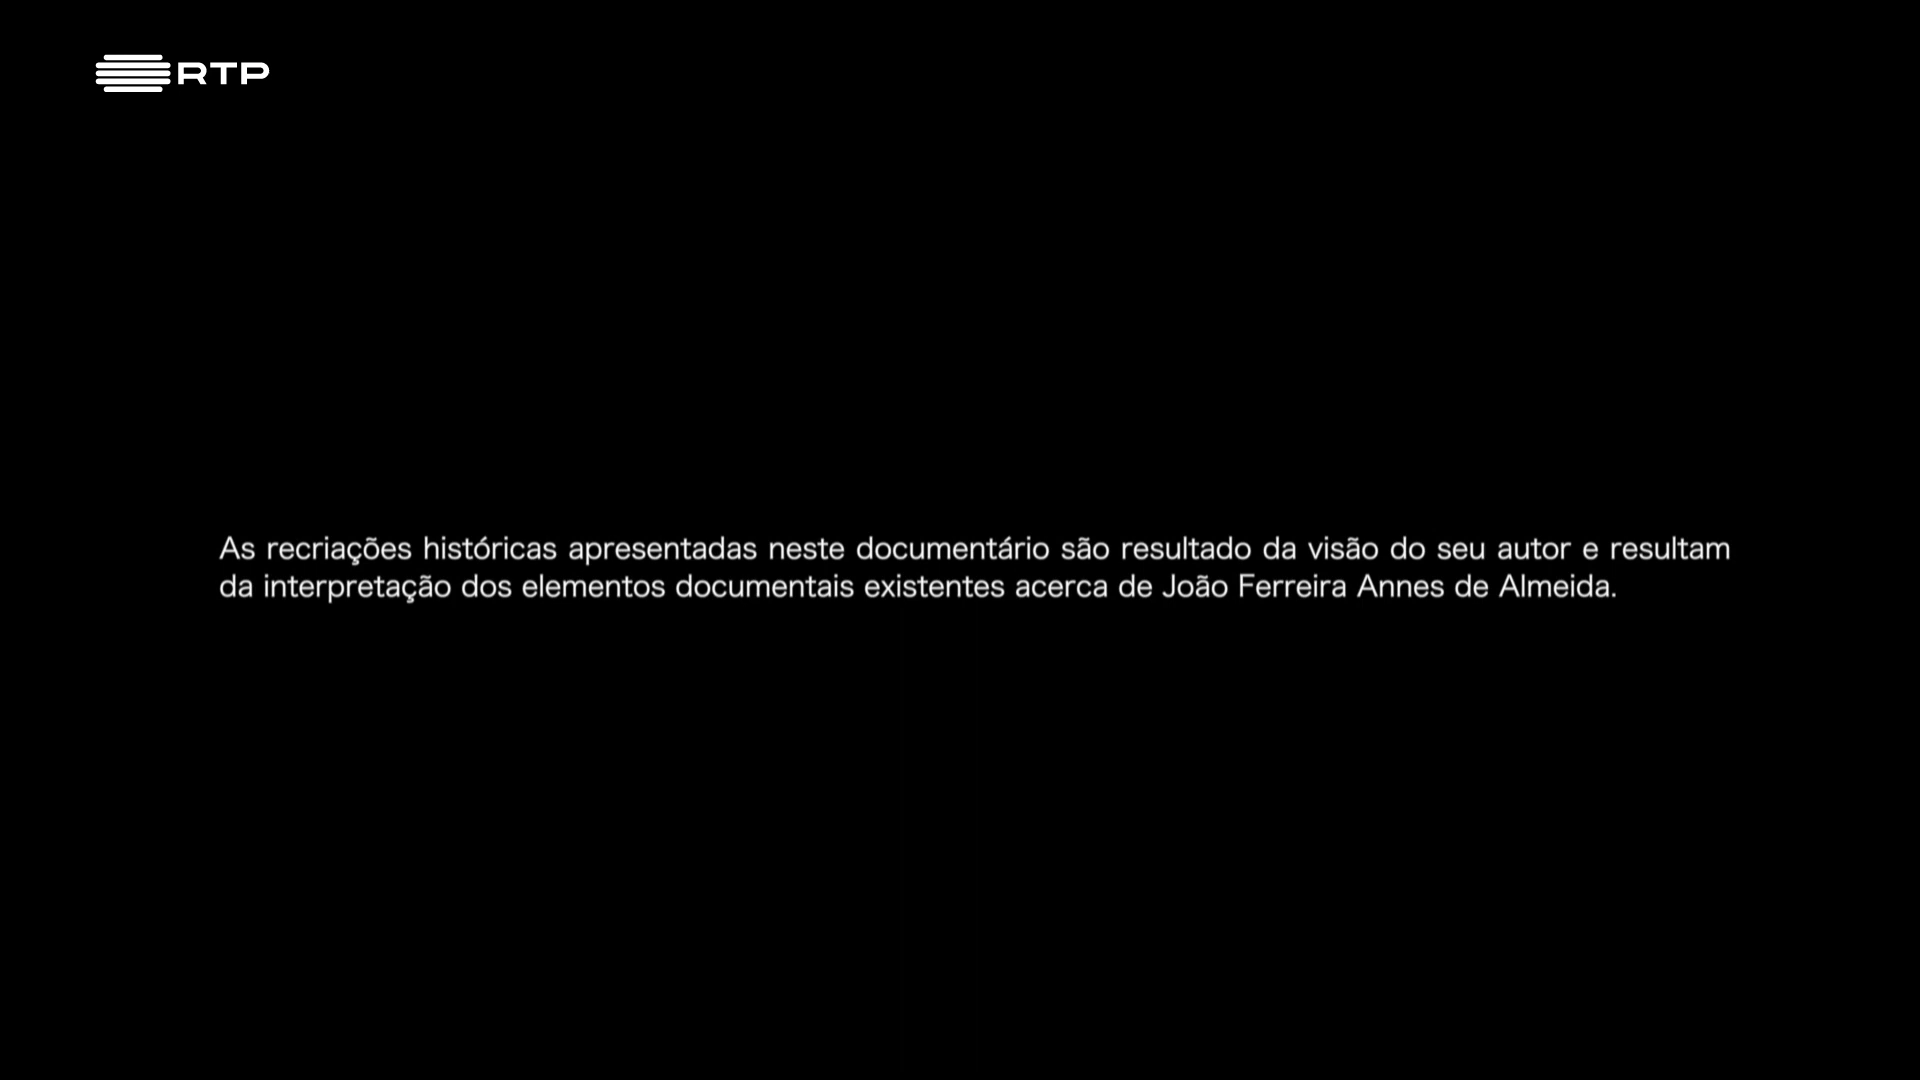 RTP
As recriações históricas apresentadas neste documentário são resultado da visão do seu autor e resultam
da interpretação dos elementos documentais existentes acerca de João Ferreira Annes de Almeida.